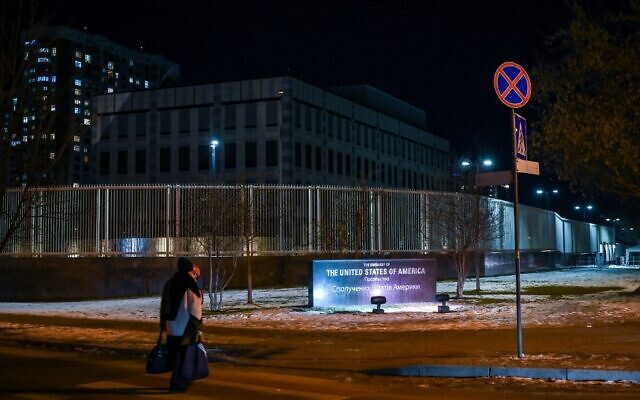 THE EMBASSY OF
THE UNITED STATES OF AMERICA
Посольство
Сполучених Штатів Америки